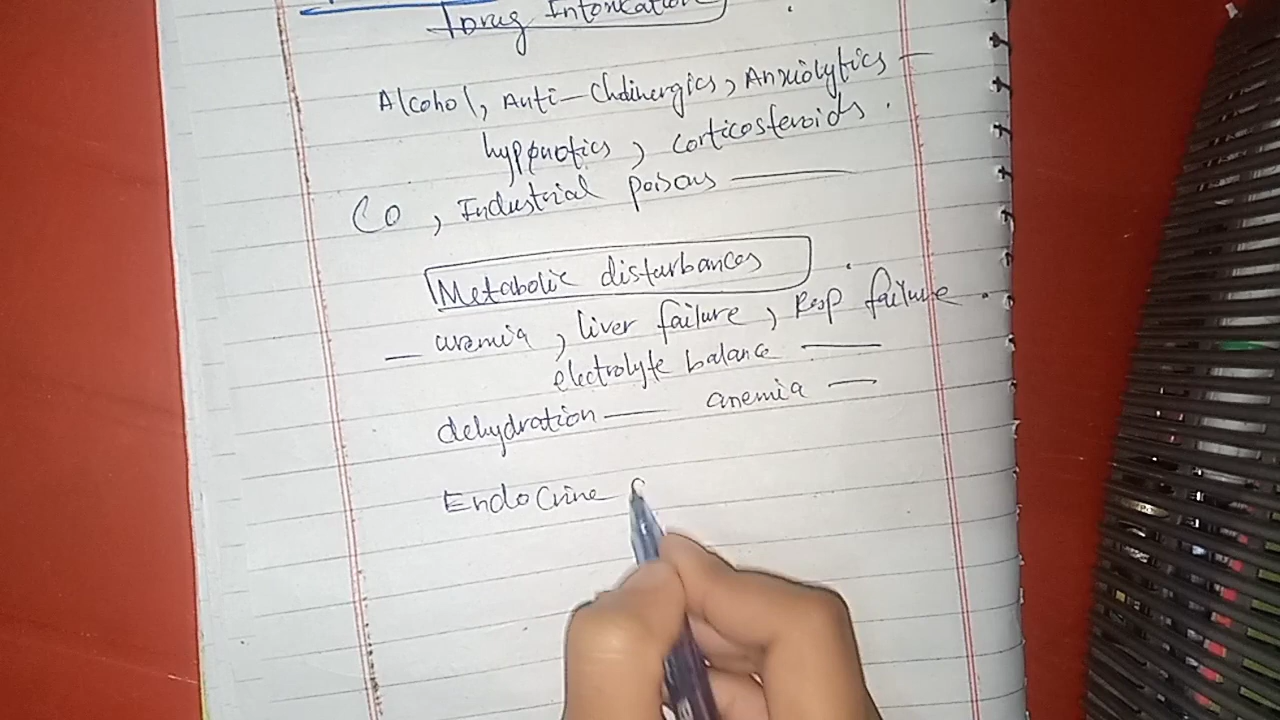 Drug Intoxication
Alcohol, Anti-Cholinergics, Anxiolytics —
hypnotics, corticosteroids.
Co, Industrial poisons —
Metabolic disturbances
— uremia, liver failure, Resp failure.
electrolyte balance —
dehydration — anemia —
Endocrine